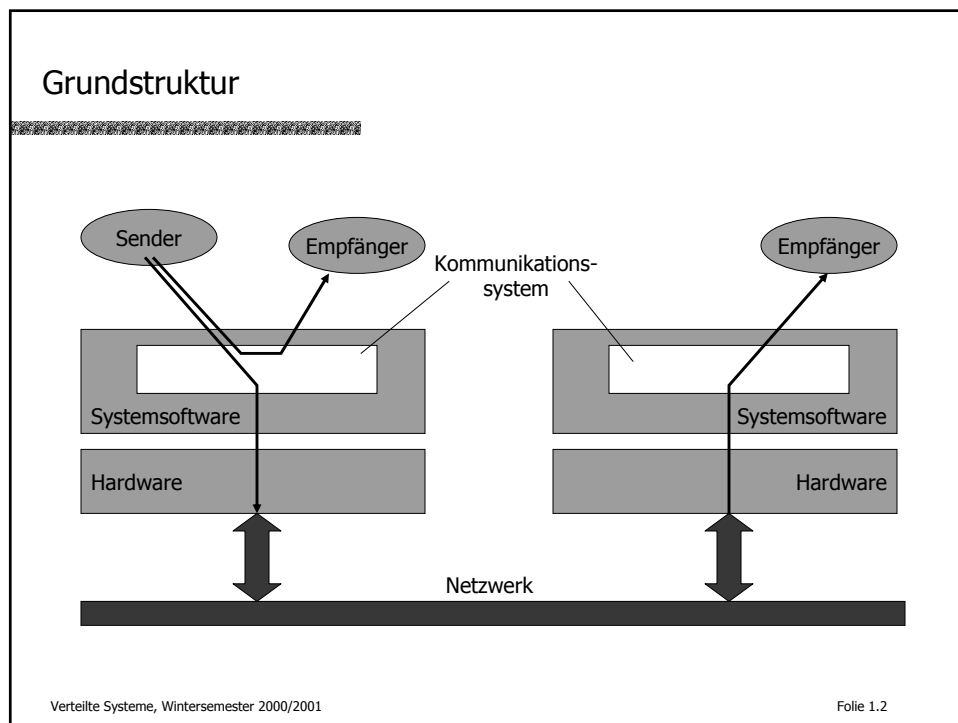 Grundstruktur
Sender
Empfänger
Empfänger
Kommunikations-
system
Systemsoftware
Systemsoftware
Hardware
Hardware
Netzwerk
Verteilte Systeme, Wintersemester 2000/2001
Folie 1.2